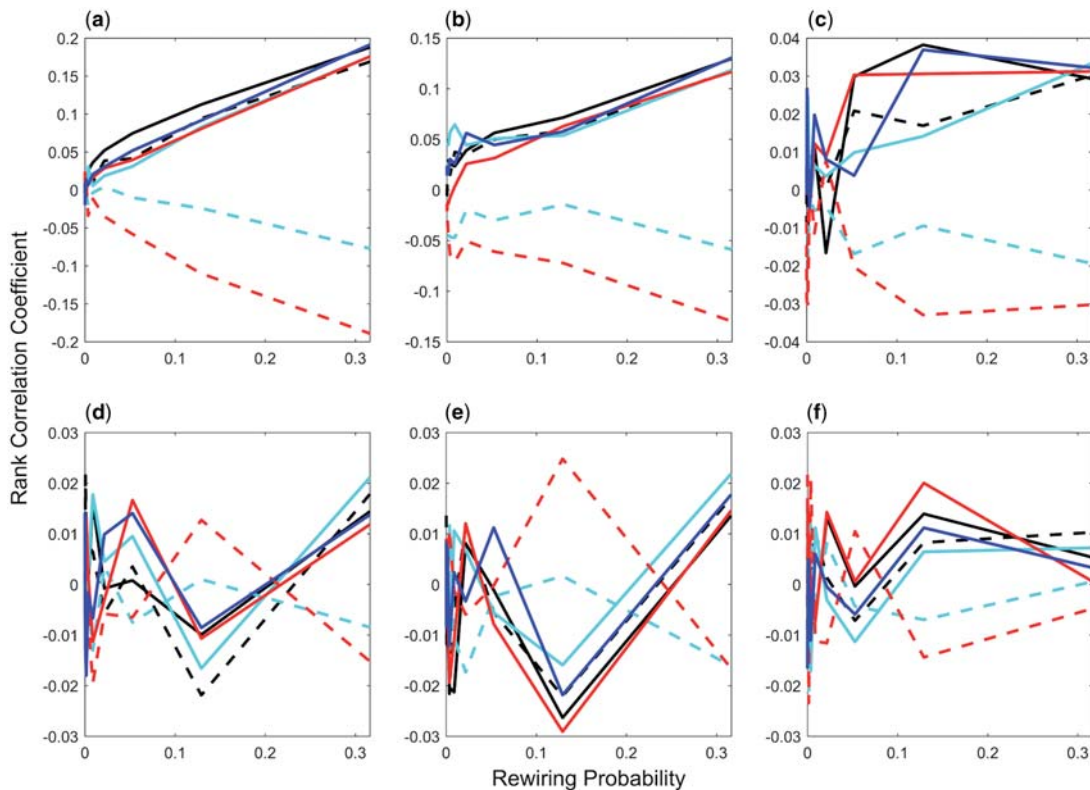 (a) (b) (c)
0.2 0.15 0.04
0.15 0.03
0.1
0.1 0.02
0.05
0.05 0.01
0 0 0
-0.05 -0.01
-0.05
-0.1 -0.02
-0.1
-0.15 -0.03
-0.2 -0.15 -0.04
0 0.1 0.2 0.3 0 0.1 0.2 0.3 0 0.1 0.2 0.3
Rank Correlation Coefficient
(d) (e) (f)
0.03 0.03 0.03
0.02 0.02 0.02
0.01 0.01 0.01
0 0 0
-0.01 -0.01 -0.01
-0.02 -0.02 -0.02
-0.03 -0.03 -0.03
0 0.1 0.2 0.3 0 0.1 0.2 0.3 0 0.1 0.2 0.3
Rewiring Probability